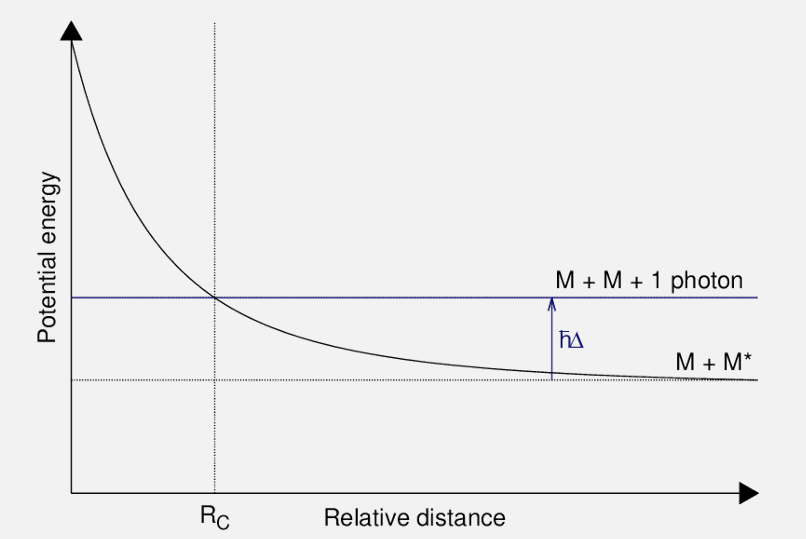 Potential energy
M + M + 1 photon
ħΔ
M + M*
R_C
Relative distance